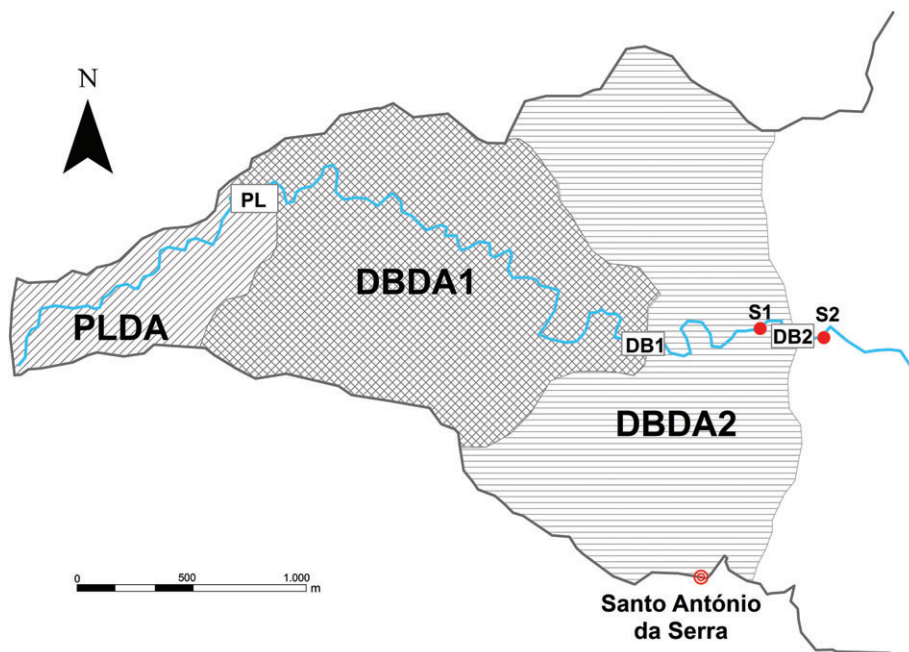 N
PL
DBDA1
PLDA
S1
S2
DB1
DB2
DBDA2
0
500
1.000
m
Santo António
da Serra